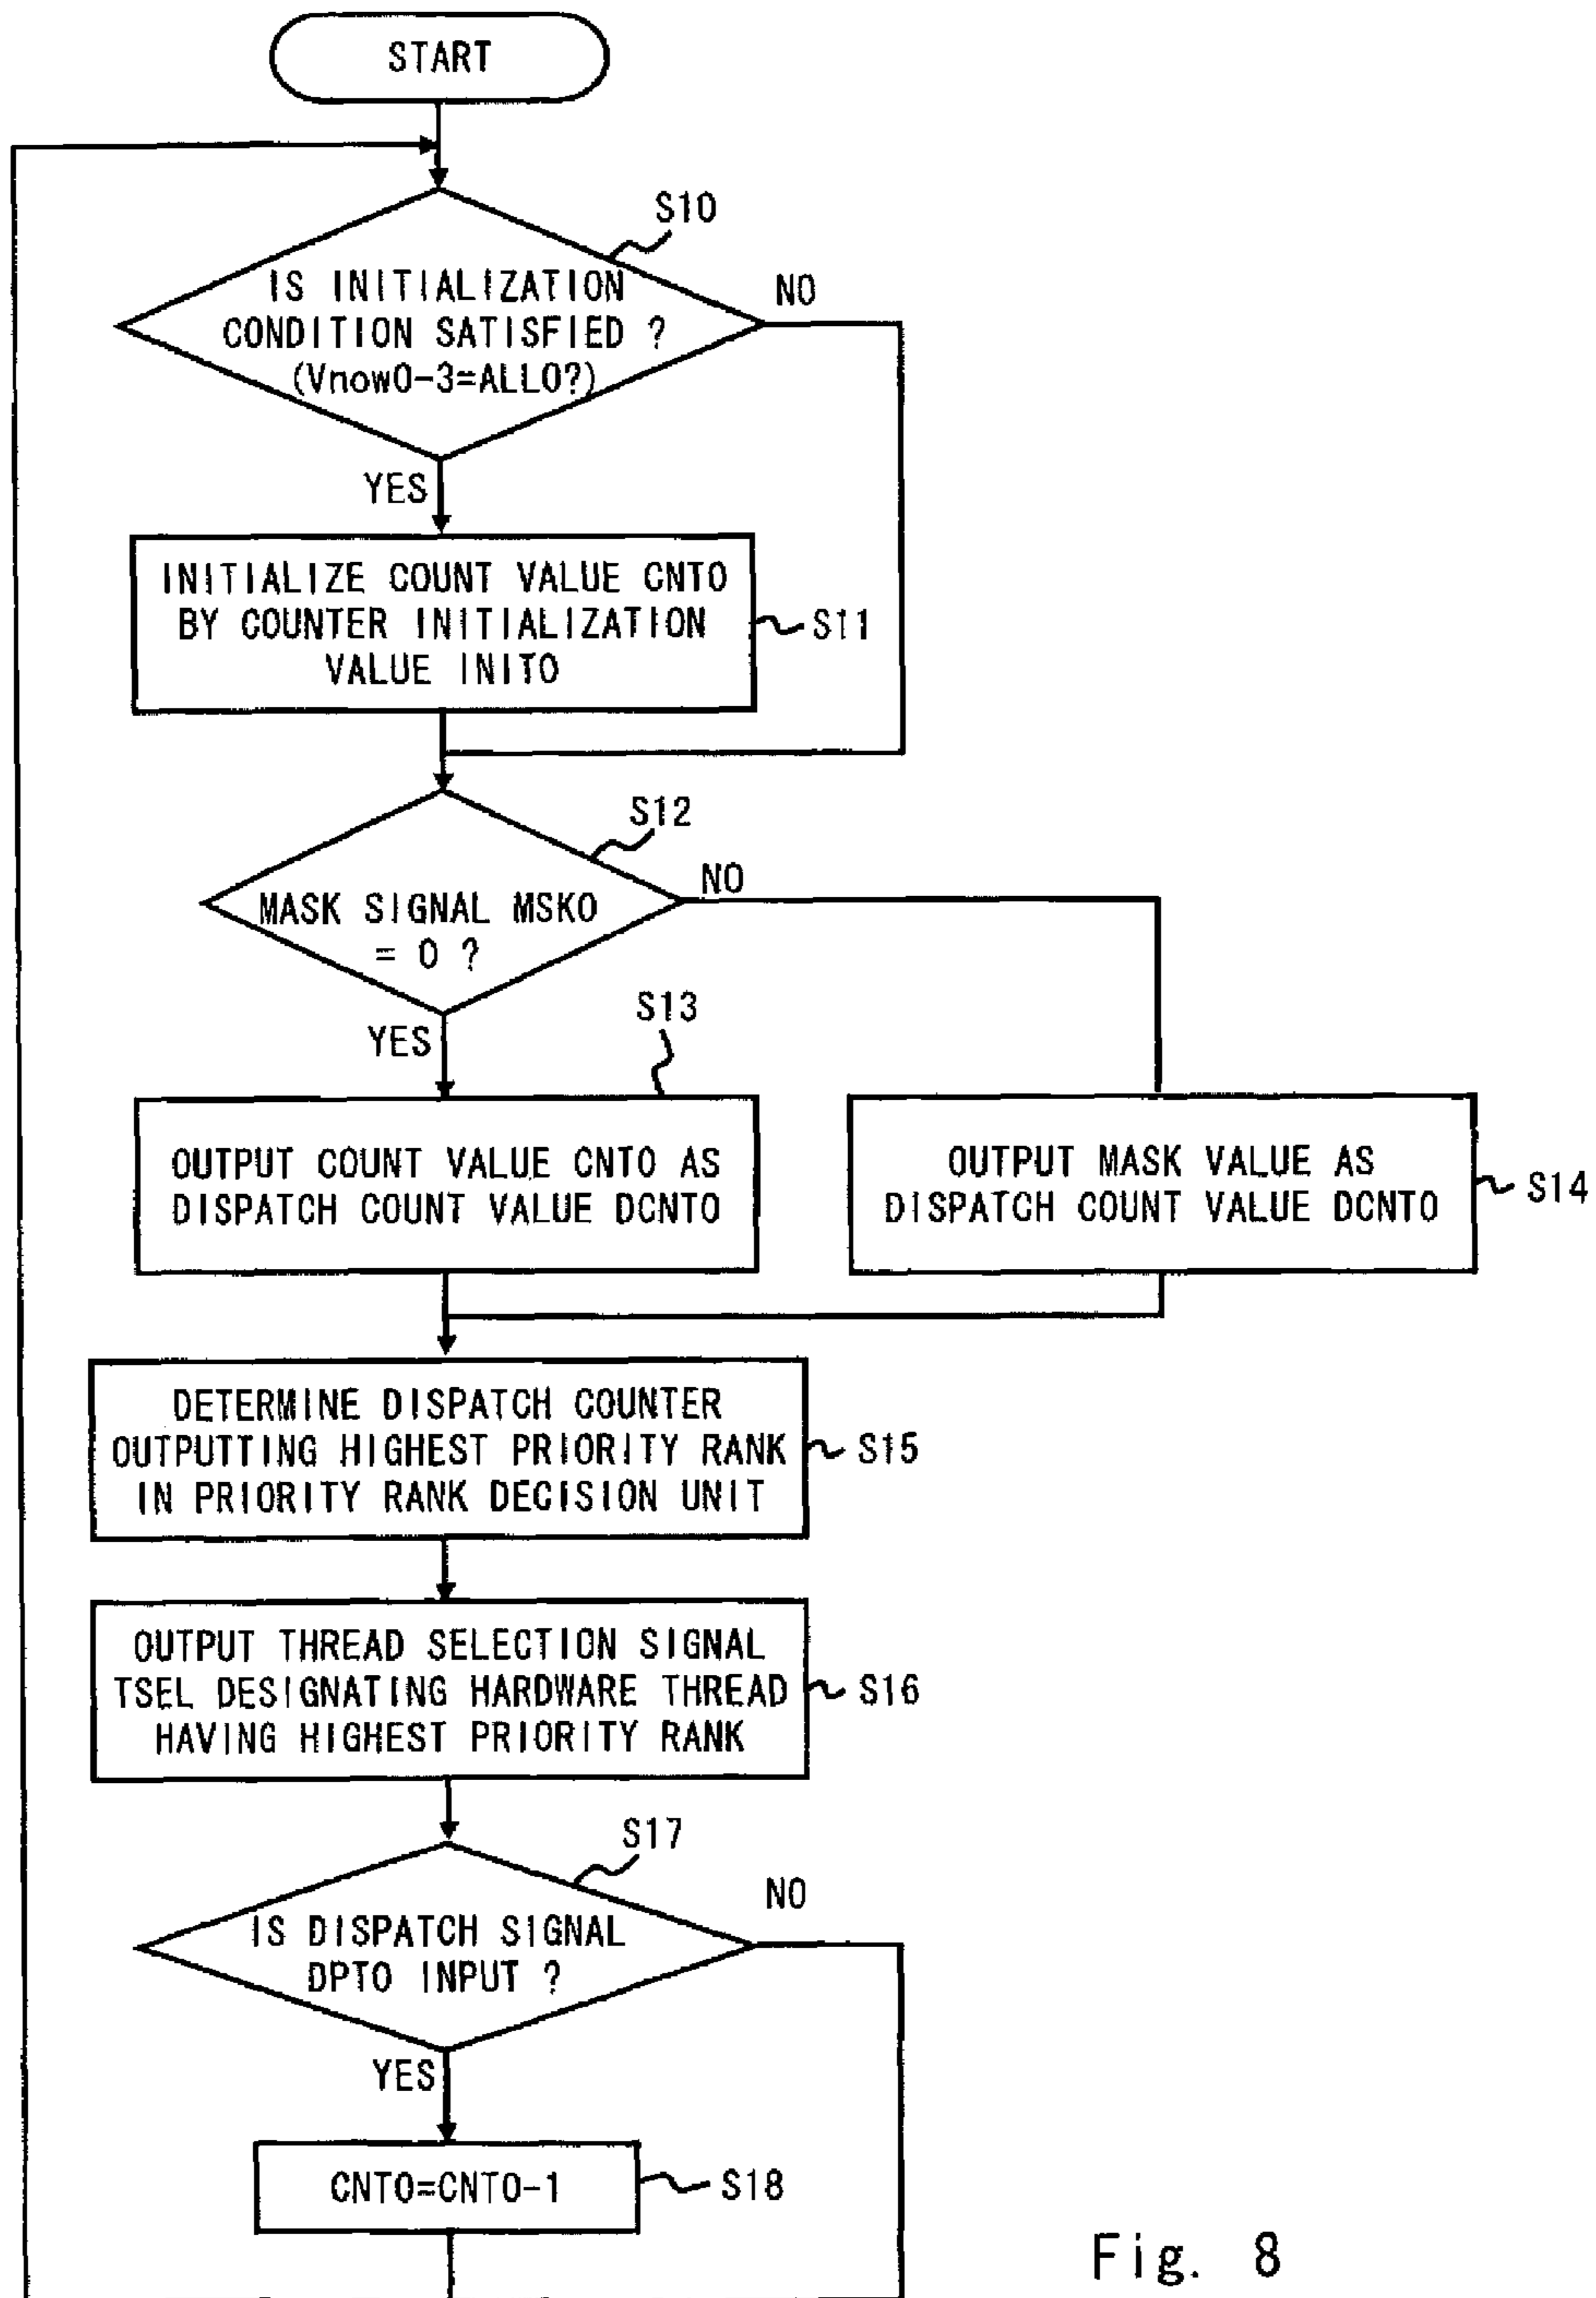 START
S10
IS INITIALIZATION
CONDITION SATISFIED ?
(Vnow0-3=ALL0?)
NO
YES
INITIALIZE COUNT VALUE CNT0
BY COUNTER INITIALIZATION
VALUE INIT0
S11
S12
MASK SIGNAL MSK0
= 0 ?
NO
YES
S13
OUTPUT COUNT VALUE CNT0 AS
DISPATCH COUNT VALUE DCNT0
OUTPUT MASK VALUE AS
DISPATCH COUNT VALUE DCNT0
S14
DETERMINE DISPATCH COUNTER
OUTPUTTING HIGHEST PRIORITY RANK
IN PRIORITY RANK DECISION UNIT
S15
OUTPUT THREAD SELECTION SIGNAL
TSEL DESIGNATING HARDWARE THREAD
HAVING HIGHEST PRIORITY RANK
S16
S17
IS DISPATCH SIGNAL
DPT0 INPUT ?
NO
YES
CNT0=CNT0-1
S18
Fig. 8